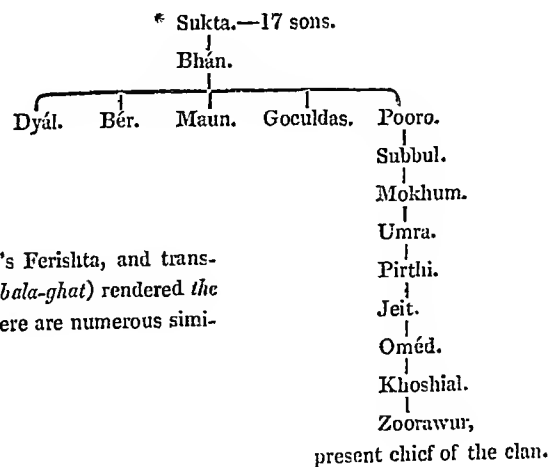 * Sukta.—17 sons.
Bhán.
Dyál. Bér. Maun. Goculdas. Pooro.
Subbul.
Mokhum.
Umra.
Pirthi.
Jeit.
Oméd.
Khoshial.
Zoorawur,
present chief of the clan.
's Ferishta, and trans-
bala-ghat) rendered the
ere are numerous simi-